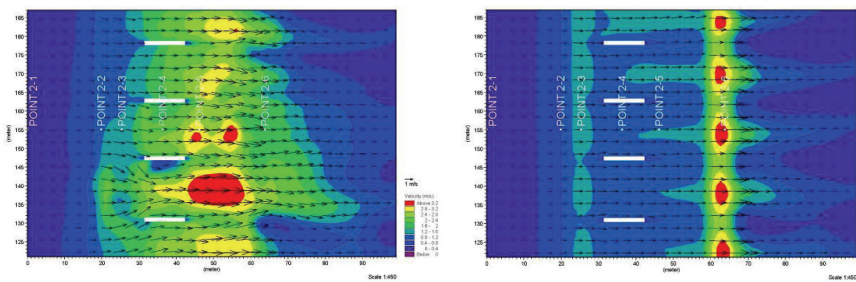 185
180
175
170
165
160
155
150
145
140
135
130
125
(meter)
POINT 2-1
POINT 2-2
POINT 2-3
POINT 2-4
POINT 2-5
POINT 2-6
0 10 20 30 40 50 60 70 80 90
(meter)
Scale 1:450
1 m/s
Velocity (m/s)
Above 3.2
2.8 - 3.2
2.4 - 2.8
2 - 2.4
1.6 - 2
1.2 - 1.6
0.8 - 1.2
0.4 - 0.8
0 - 0.4
Below 0
185
180
175
170
165
160
155
150
145
140
135
130
125
(meter)
POINT 2-1
POINT 2-2
POINT 2-3
POINT 2-4
POINT 2-5
0 10 20 30 40 50 60 70 80 90
(meter)
Scale 1:450